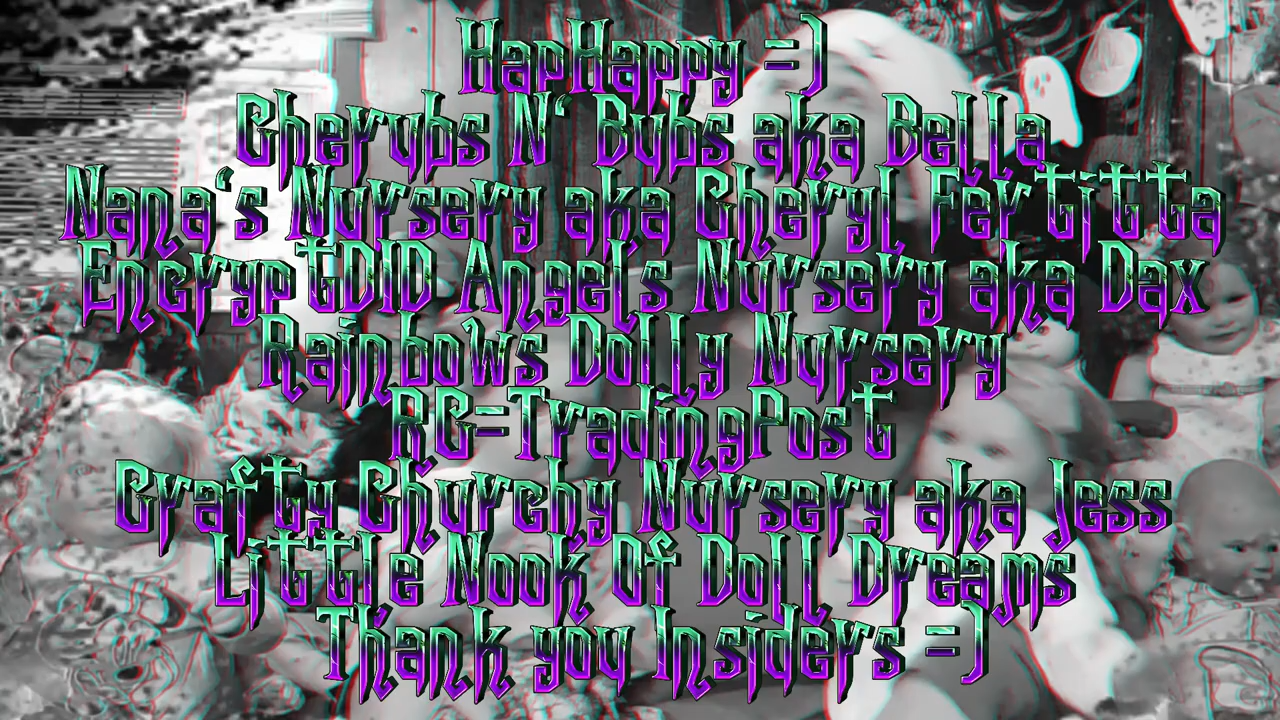 HapHappy =)
Cherubs N' Bubs aka Bella
Nana's Nursery aka Cheryl Fertitta
EncryptDID Angels Nursery aka Dax
Rainbows Dolly Nursery
RC-TradingPost
Crafty Churchy Nursery aka Jess
Little Nook Of Doll Dreams
Thank you Insiders =)